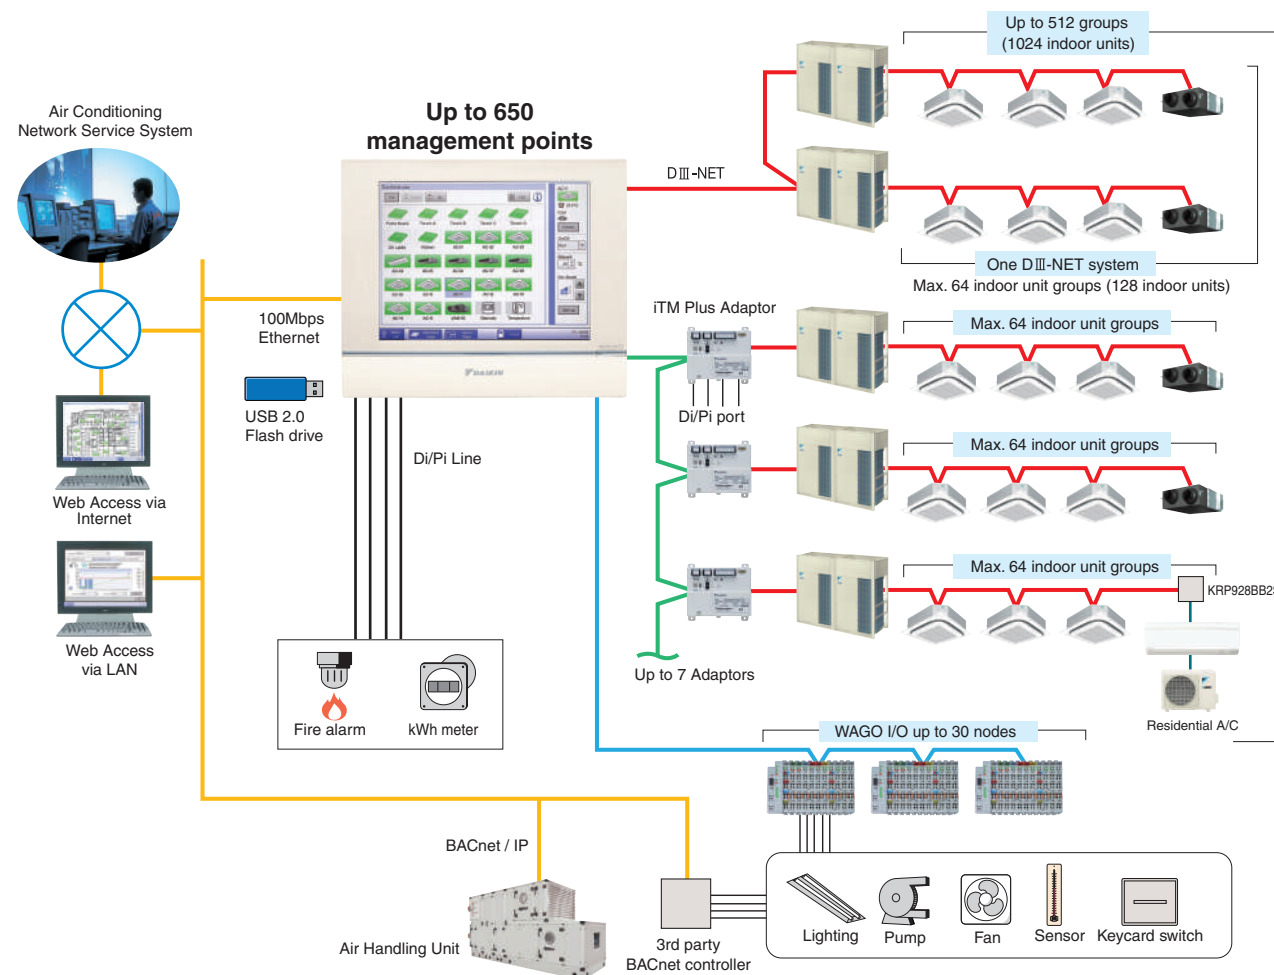 Up to 512 groups
(1024 indoor units)
Air Conditioning
Network Service System
Up to 650
management points
DIII-NET
One DIII-NET system
Max. 64 indoor unit groups (128 indoor units)
iTM Plus Adaptor
100Mbps
Ethernet
Max. 64 indoor unit groups
DAIKIN
USB 2.0
Flash drive
Di/Pi port
Di/Pi Line
Max. 64 indoor unit groups
Web Access via
Internet
Max. 64 indoor unit groups
KRP928BB2S
Web Access
via LAN
Up to 7 Adaptors
Fire alarm
kWh meter
Residential A/C
WAGO I/O up to 30 nodes
BACnet / IP
Air Handling Unit
3rd party
BACnet controller
Lighting
Pump
Fan
Sensor
Keycard switch